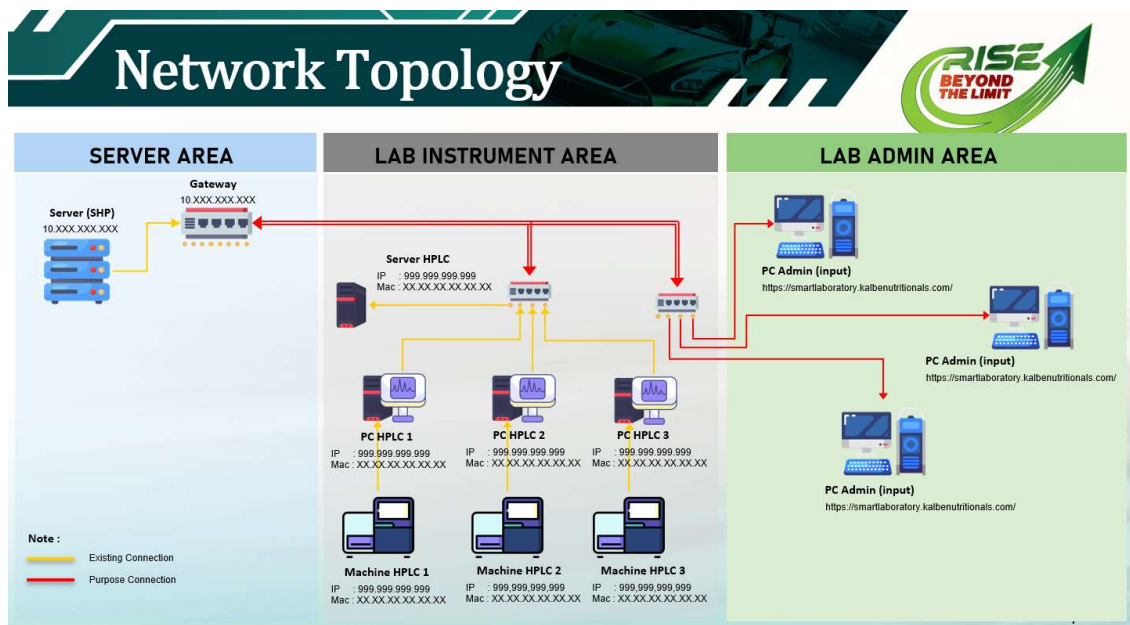 Network Topology
RISE
BEYOND
THE LIMIT
SERVER AREA
LAB INSTRUMENT AREA
LAB ADMIN AREA
Gateway
10.XXX.XXX.XXX
Server (SHP)
10.XXX.XXX.XXX
Server HPLC
IP : 999.999.999.999
Mac : XX.XX.XX.XX.XX.XX
PC HPLC 1
IP : 999.999.999.999
Mac : XX.XX.XX.XX.XX.XX
PC HPLC 2
IP : 999.999.999.999
Mac : XX.XX.XX.XX.XX.XX
PC HPLC 3
IP : 999.999.999.999
Mac : XX.XX.XX.XX.XX.XX
Machine HPLC 1
IP : 999.999.999.999
Mac : XX.XX.XX.XX.XX.XX
Machine HPLC 2
IP : 999,999,999,999
Mac : XX.XX.XX.XX.XX.XX
Machine HPLC 3
IP : 999,999,999,999
Mac : XX.XX.XX.XX.XX.XX
PC Admin (input)
https://smartlaboratory.kalbenutritionals.com/
PC Admin (input)
https://smartlaboratory.kalbenutritionals.com/
PC Admin (input)
https://smartlaboratory.kalbenutritionals.com/
Note :
Existing Connection
Purpose Connection